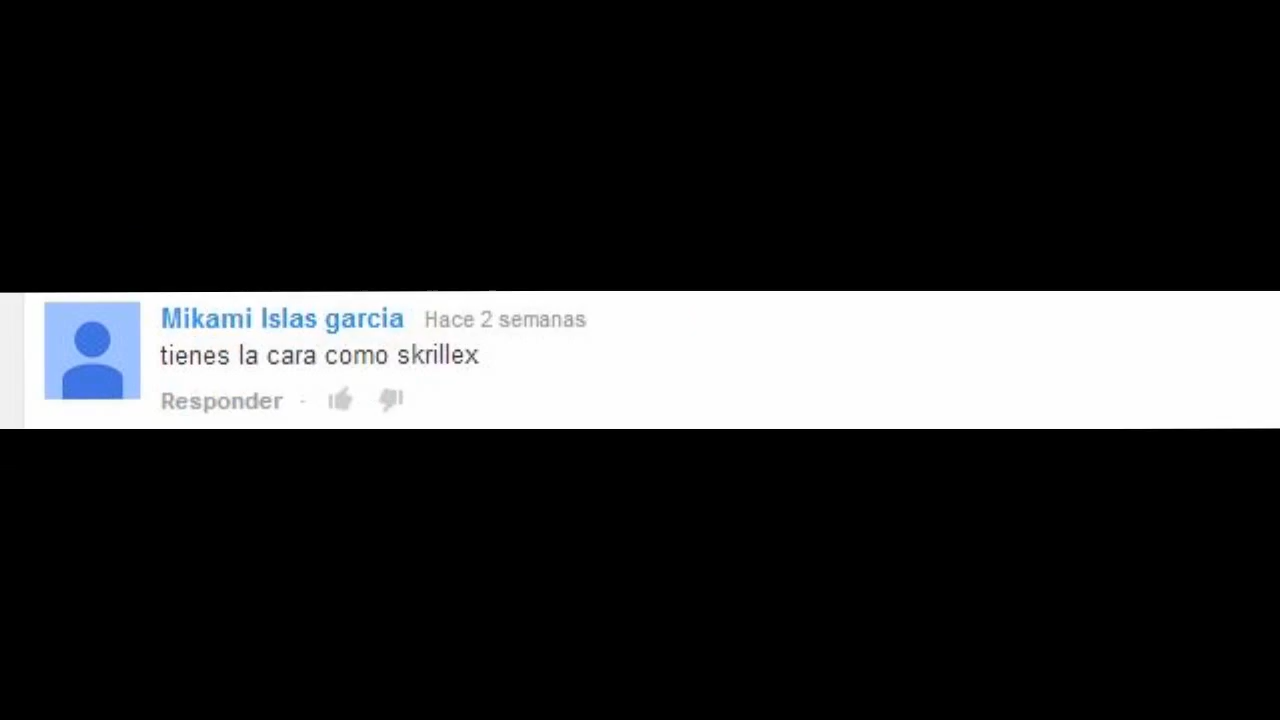 Mikami Islas garcia Hace 2 semanas
tienes la cara como skrillex
Responder ·